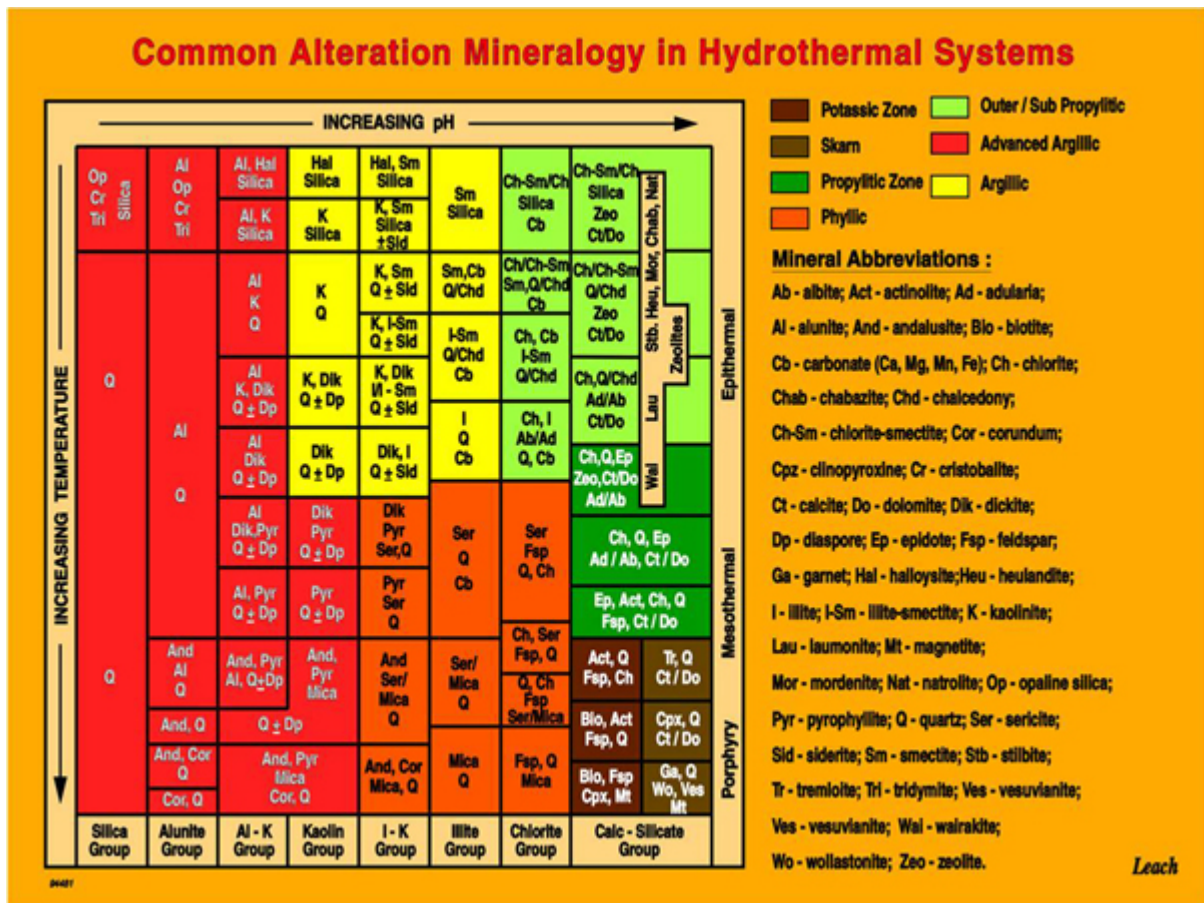 Common Alteration Mineralogy in Hydrothermal Systems
INCREASING pH
INCREASING TEMPERATURE
Op
Cr
Tri
Silica
Q
Q
Al
Op
Cr
Tri
Al
Q
And
Al
Q
And, Q
And, Cor
Q
Cor, Q
Al, Hal
Silica
Al, K
Silica
Al
K
Q
Al
K, Dik
Q ± Dp
Al
Dik
Q ± Dp
Al
Dik,Pyr
Q ± Dp
Al, Pyr
Q ± Dp
And, Pyr
Al, Q±Dp
Q ± Dp
And, Pyr
Mica
Cor, Q
Hal
Silica
K
Silica
K
Q
K, Dik
Q ± Dp
Dik
Q ± Dp
Dik
Pyr
Q ± Dp
Pyr
Q ± Dp
And,
Pyr
Mica
Hal, Sm
Silica
K, Sm
Silica
±Sid
K, Sm
Q ± Sid
K, I-Sm
Q ± Sid
K, Dik
I/I - Sm
Q ± Sid
Dik, I
Q ± Sid
Dik
Pyr
Ser,Q
Pyr
Ser
Q
And
Ser/
Mica
Q
And, Cor
Mica, Q
Sm
Silica
Sm,Cb
Q/Chd
I-Sm
Q/Chd
Cb
I
Q
Cb
Ser
Q
Cb
Ser/
Mica
Q
Mica
Q
Ch-Sm/Ch
Silica
Cb
Ch/Ch-Sm
Sm,Q/Chd
Cb
Ch, Cb
I-Sm
Q/Chd
Ch, I
Ab/Ad
Q, Cb
Ser
Fsp
Q, Ch
Ch, Ser
Fsp, Q
Q, Ch
Fsp
Ser/Mica
Fsp, Q
Mica
Ch-Sm/Ch
Silica
Zeo
Ct/Do
Ch/Ch-Sm
Q/Chd
Zeo
Ct/Do
Ch,Q/Chd
Ad/Ab
Ct/Do
Ch,Q,Ep
Zeo,Ct/Do
Ad/Ab
Ch, Q, Ep
Ad / Ab, Ct / Do
Ep, Act, Ch, Q
Fsp, Ct / Do
Act, Q
Fsp, Ch
Bio, Act
Fsp, Q
Bio, Fsp
Cpx, Mt
Tr, Q
Ct / Do
Cpx, Q
Ct / Do
Ga, Q
Wo, Ves
Mt
Stb. Heu, Mor, Chab, Nat
Zeolites
Lau
Wai
Epithermal
Mesothermal
Porphyry
Silica
Group
Alunite
Group
Al - K
Group
Kaolin
Group
I - K
Group
Illite
Group
Chlorite
Group
Calc - Silicate
Group
94481
Potassic Zone
Skarn
Propylitic Zone
Phyllic
Outer / Sub Propylitic
Advanced Argillic
Argillic
Mineral Abbreviations :
Ab - albite; Act - actinolite; Ad - adularia;
Al - alunite; And - andalusite; Bio - biotite;
Cb - carbonate (Ca, Mg, Mn, Fe); Ch - chlorite;
Chab - chabazite; Chd - chalcedony;
Ch-Sm - chlorite-smectite; Cor - corundum;
Cpz - clinopyroxine; Cr - cristobalite;
Ct - calcite; Do - dolomite; Dik - dickite;
Dp - diaspore; Ep - epidote; Fsp - feldspar;
Ga - garnet; Hal - halloysite;Heu - heulandite;
I - illite; I-Sm - illite-smectite; K - kaolinite;
Lau - laumonite; Mt - magnetite;
Mor - mordenite; Nat - natrolite; Op - opaline silica;
Pyr - pyrophyllite; Q - quartz; Ser - sericite;
Sid - siderite; Sm - smectite; Stb - stilbite;
Tr - tremloite; Tri - tridymite; Ves - vesuvianite;
Ves - vesuvianite; Wai - wairakite;
Wo - wollastonite; Zeo - zeolite.
Leach